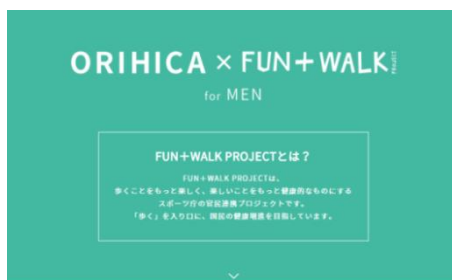 ORIHICA × FUN+WALK PROJECT
for MEN
FUN+WALK PROJECTとは？
FUN+WALK PROJECTは、
歩くことをもっと楽しく、楽しいことをもっと健康的なものにする
スポーツ庁の官民連携プロジェクトです。
「歩く」を入り口に、国民の健康増進を目指しています。